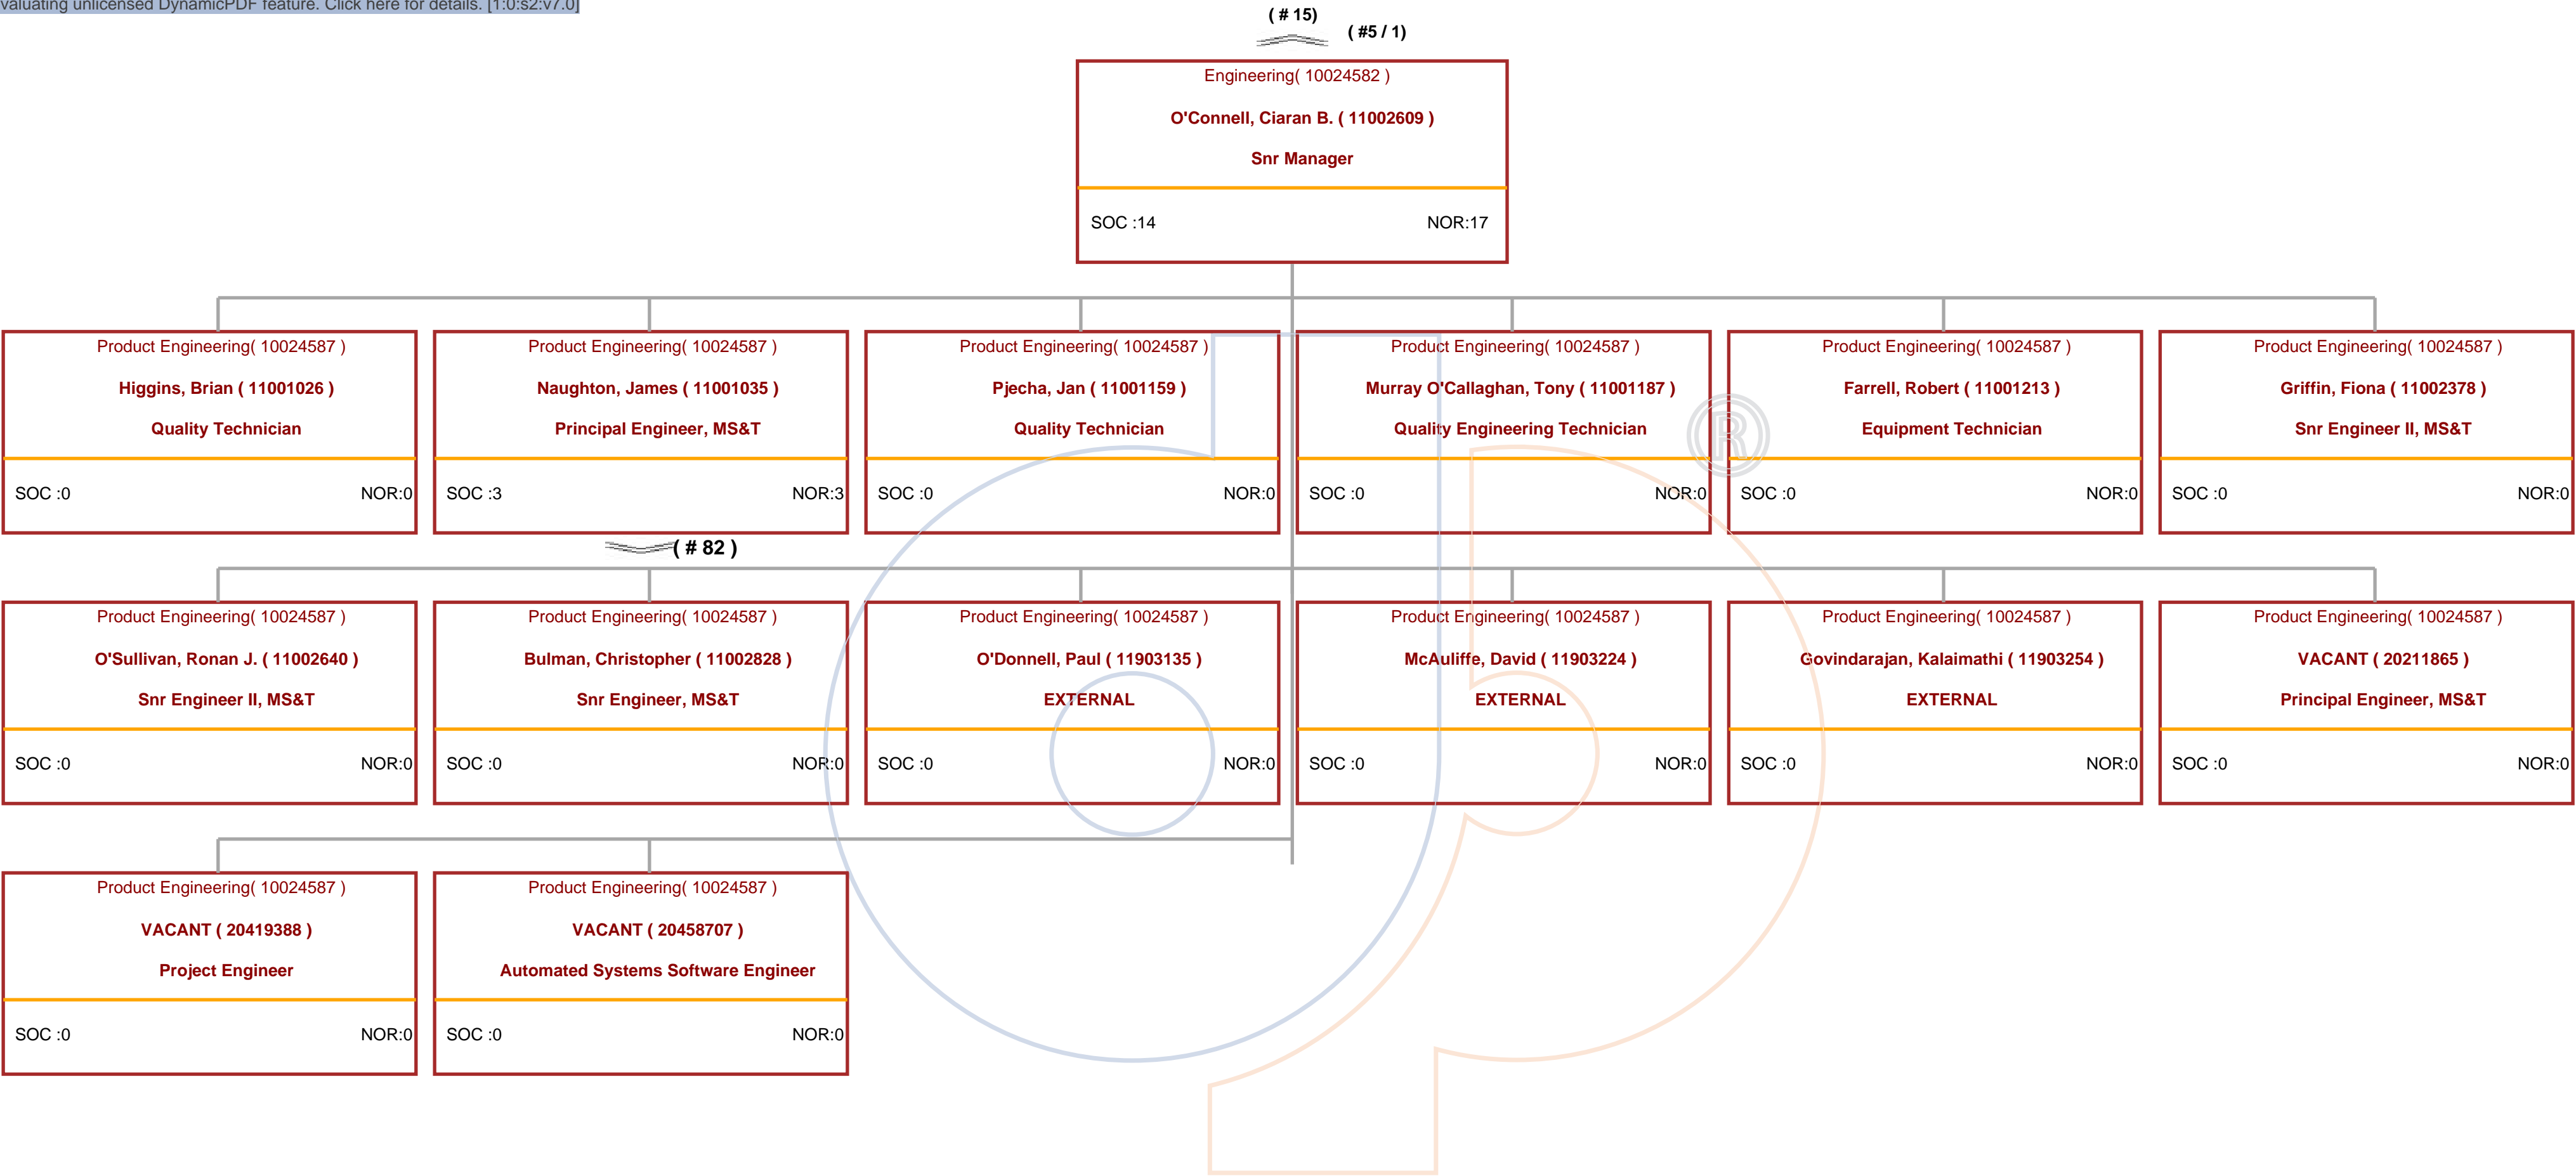 valuating unlicensed DynamicPDF feature. Click here for details. [1:0:s2:v7.0]
( # 15)
( #5 / 1)
Engineering( 10024582 )
O'Connell, Ciaran B. ( 11002609 )
Snr Manager
SOC :14 NOR:17
Product Engineering( 10024587 )
Higgins, Brian ( 11001026 )
Quality Technician
SOC :0 NOR:0
Product Engineering( 10024587 )
Naughton, James ( 11001035 )
Principal Engineer, MS&T
SOC :3 NOR:3
( # 82 )
Product Engineering( 10024587 )
Pjecha, Jan ( 11001159 )
Quality Technician
SOC :0 NOR:0
Product Engineering( 10024587 )
Murray O'Callaghan, Tony ( 11001187 )
Quality Engineering Technician
SOC :0 NOR:0
Product Engineering( 10024587 )
Farrell, Robert ( 11001213 )
Equipment Technician
SOC :0 NOR:0
Product Engineering( 10024587 )
Griffin, Fiona ( 11002378 )
Snr Engineer II, MS&T
SOC :0 NOR:0
Product Engineering( 10024587 )
O'Sullivan, Ronan J. ( 11002640 )
Snr Engineer II, MS&T
SOC :0 NOR:0
Product Engineering( 10024587 )
Bulman, Christopher ( 11002828 )
Snr Engineer, MS&T
SOC :0 NOR:0
Product Engineering( 10024587 )
O'Donnell, Paul ( 11903135 )
EXTERNAL
SOC :0 NOR:0
Product Engineering( 10024587 )
McAuliffe, David ( 11903224 )
EXTERNAL
SOC :0 NOR:0
Product Engineering( 10024587 )
Govindarajan, Kalaimathi ( 11903254 )
EXTERNAL
SOC :0 NOR:0
Product Engineering( 10024587 )
VACANT ( 20211865 )
Principal Engineer, MS&T
SOC :0 NOR:0
Product Engineering( 10024587 )
VACANT ( 20419388 )
Project Engineer
SOC :0 NOR:0
Product Engineering( 10024587 )
VACANT ( 20458707 )
Automated Systems Software Engineer
SOC :0 NOR:0
®